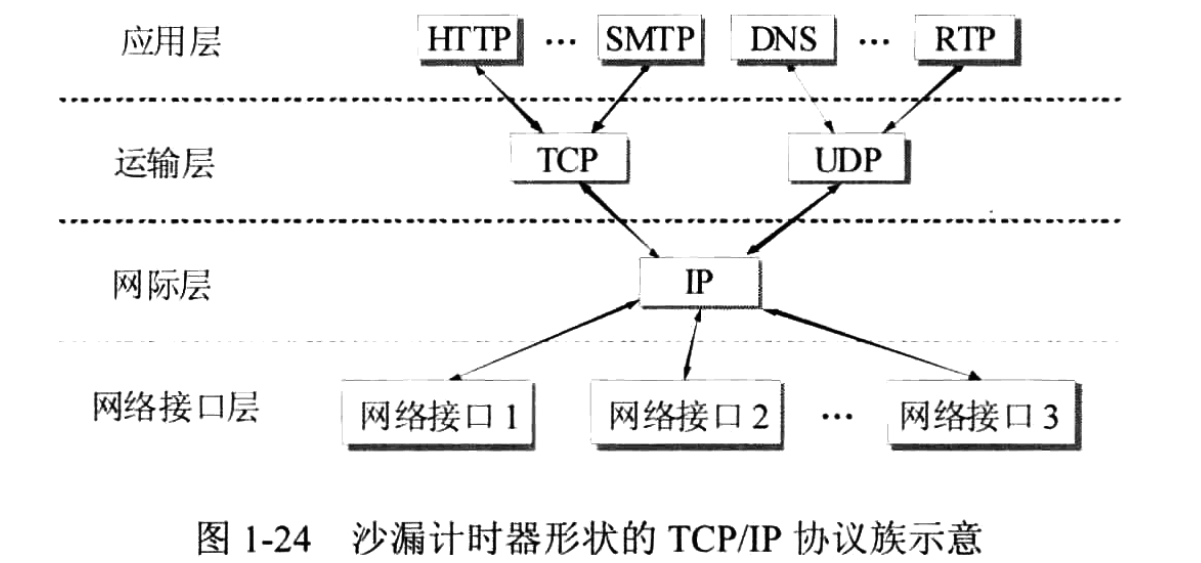 应用层 HTTP ··· SMTP DNS ··· RTP
运输层 TCP UDP
网际层 IP
网络接口层 网络接口 1 网络接口 2 ··· 网络接口 3
图 1-24 沙漏计时器形状的 TCP/IP 协议族示意